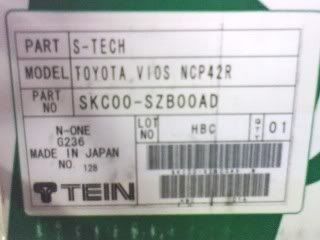 PART S-TECH
MODEL TOYOTA VIOS NCP42R
PART NO SKC00-SZB00AD
N-ONE
G236
MADE IN JAPAN
NO. 128
LOT NO HBC QTY 01
TEIN